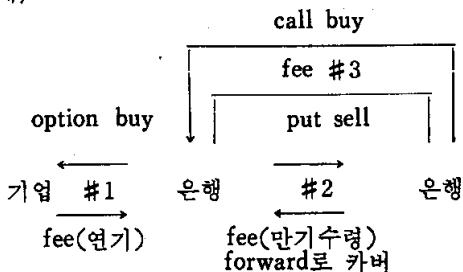 call buy
fee #3
option buy put sell
기업 #1 은행 #2 은행
fee(연기) fee(만기수령)
forward로 카버